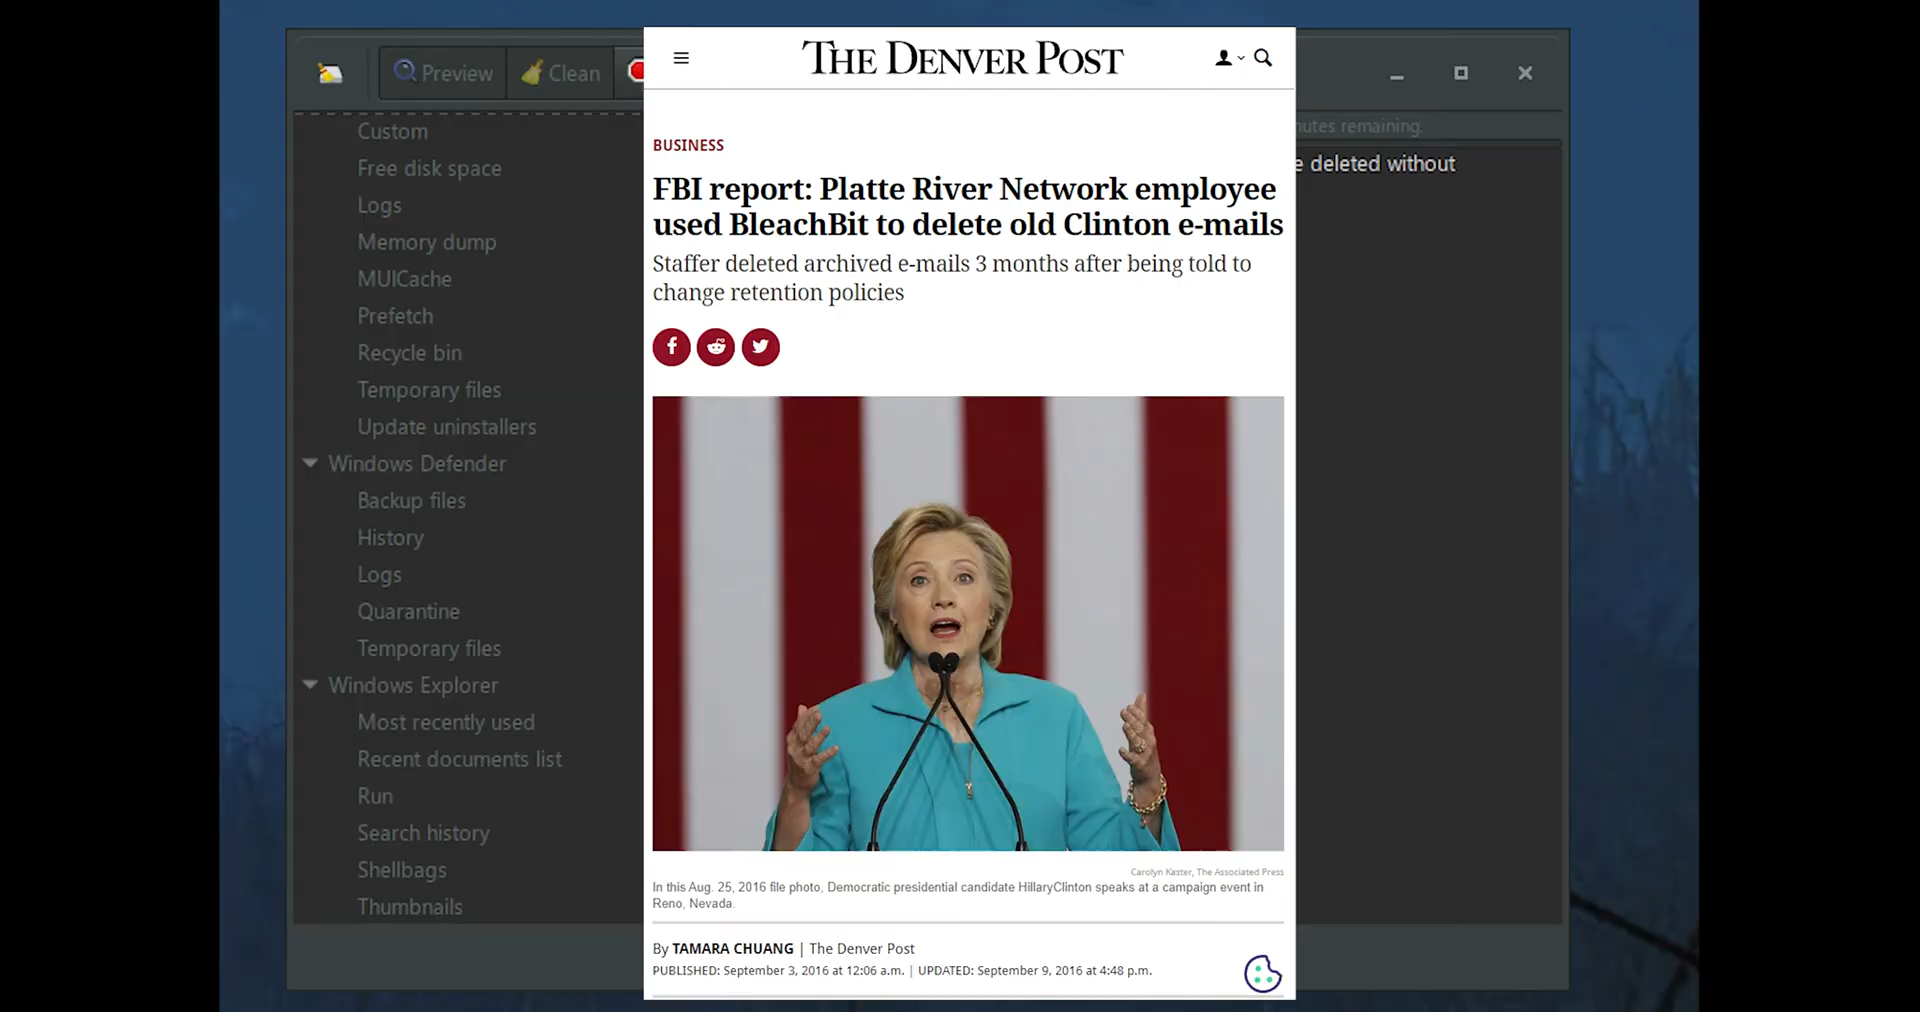 Preview
Clean
Custom
Free disk space
Logs
Memory dump
MUICache
Prefetch
Recycle bin
Temporary files
Update uninstallers
Windows Defender
Backup files
History
Logs
Quarantine
Temporary files
Windows Explorer
Most recently used
Recent documents list
Run
Search history
Shellbags
Thumbnails
THE DENVER POST
BUSINESS
FBI report: Platte River Network employee
used BleachBit to delete old Clinton e-mails
Staffer deleted archived e-mails 3 months after being told to
change retention policies
Carolyn Kaster, The Associated Press
In this Aug. 25, 2016 file photo, Democratic presidential candidate HillaryClinton speaks at a campaign event in
Reno, Nevada.
By TAMARA CHUANG | The Denver Post
PUBLISHED: September 3, 2016 at 12:06 a.m. | UPDATED: September 9, 2016 at 4:48 p.m.
remaining.
deleted without